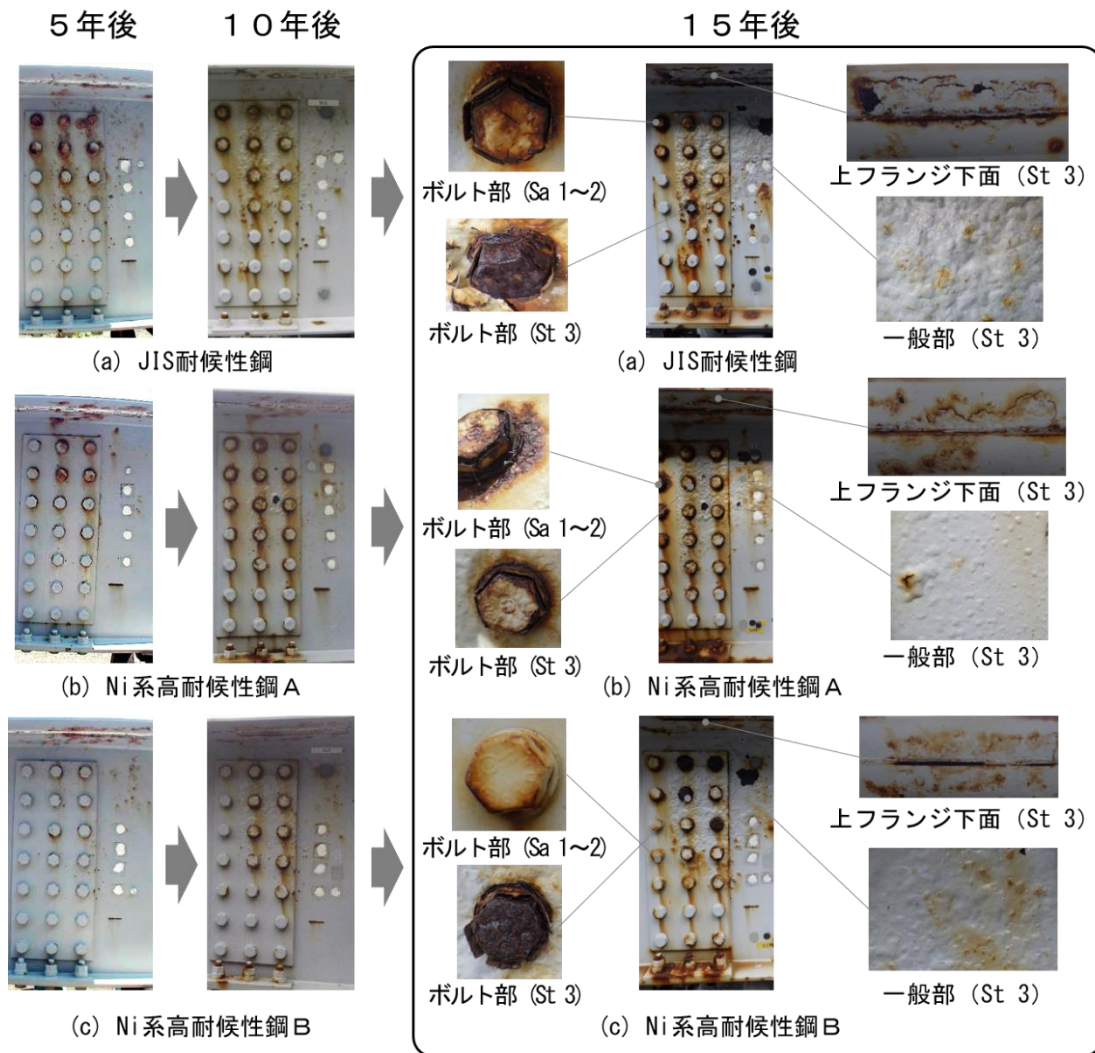 ５年後
１０年後
１５年後
ボルト部（Sa 1～2）
ボルト部（St 3）
上フランジ下面（St 3）
一般部（St 3）
(a) JIS耐候性鋼
(a) JIS耐候性鋼
ボルト部（Sa 1～2）
ボルト部（St 3）
上フランジ下面（St 3）
一般部（St 3）
(b) Ni系高耐候性鋼Ａ
(b) Ni系高耐候性鋼Ａ
ボルト部（Sa 1～2）
ボルト部（St 3）
上フランジ下面（St 3）
一般部（St 3）
(c) Ni系高耐候性鋼Ｂ
(c) Ni系高耐候性鋼Ｂ